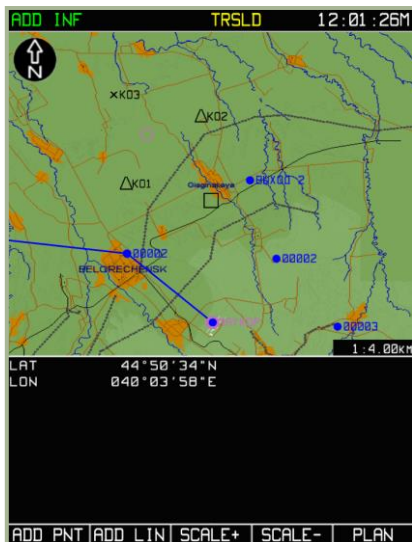 ADD INF TRSLD 12:01:26M
N
K03
K02
K01
Giaginskaya
00002
BELORECHENSK
00002
00003
1:4.00KM
LAT 44°50'34"N
LON 040°03'58"E
ADD PNT ADD LIN SCALE+ SCALE- PLAN